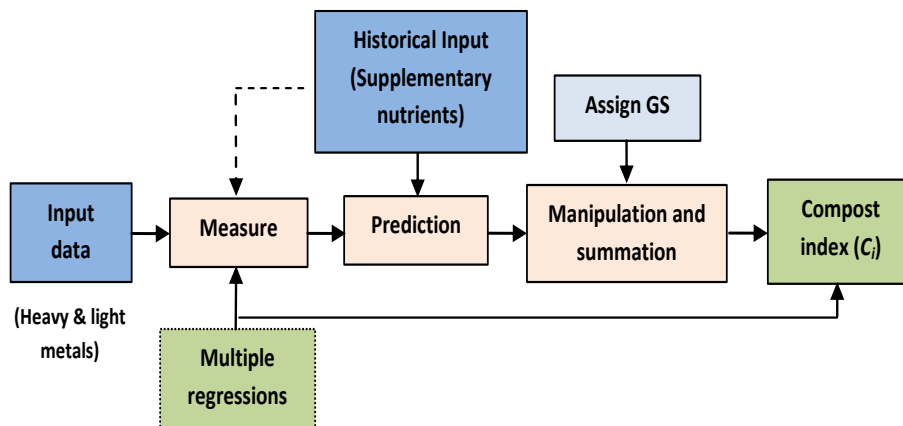 Historical Input
(Supplementary
nutrients)
Assign GS
Input
data
Measure
Prediction
Manipulation and
summation
Compost
index (Ci)
(Heavy & light
metals)
Multiple
regressions